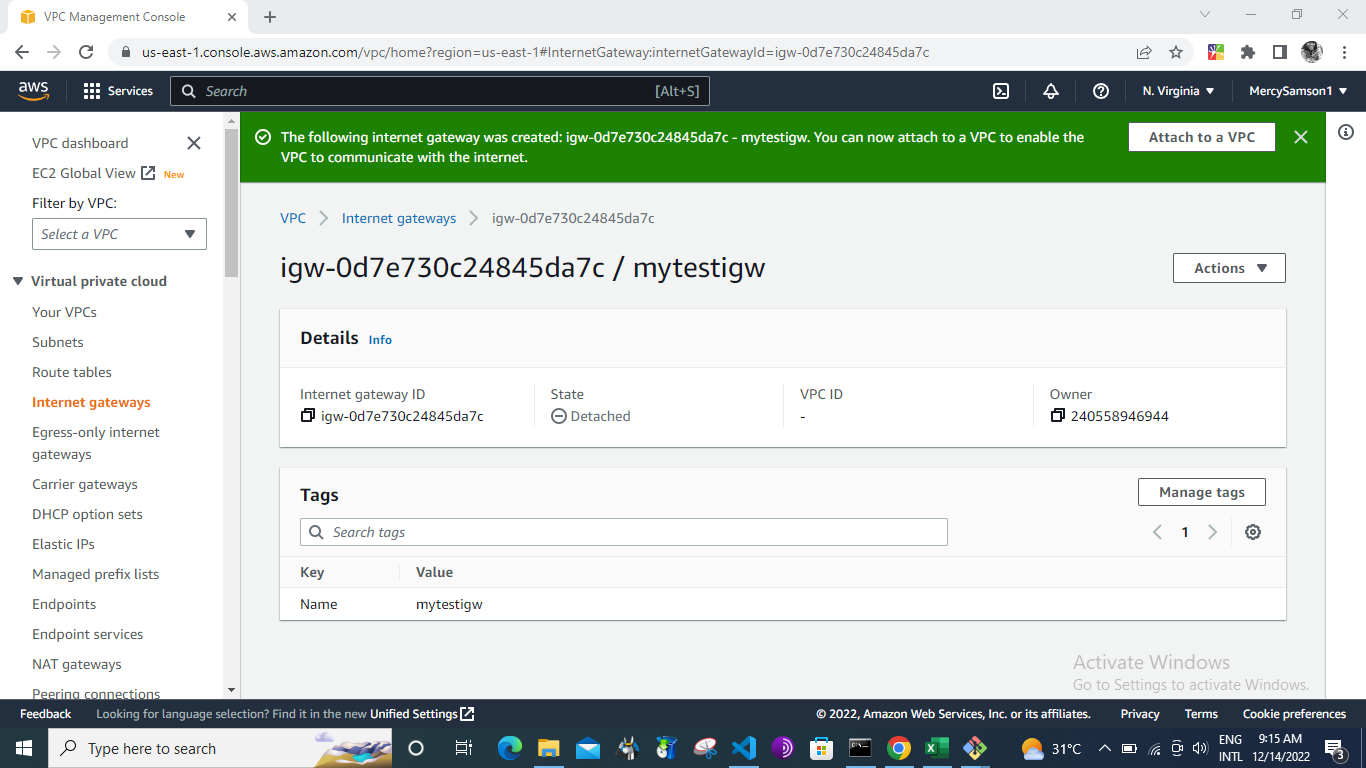 VPC Management Console
us-east-1.console.aws.amazon.com/vpc/home?region=us-east-1#InternetGateway:internetGatewayId=igw-0d7e730c24845da7c
aws
Services
Search
[Alt+S]
N. Virginia
MercySamson1
VPC dashboard
EC2 Global View
New
Filter by VPC:
Select a VPC
Virtual private cloud
Your VPCs
Subnets
Route tables
Internet gateways
Egress-only internet
gateways
Carrier gateways
DHCP option sets
Elastic IPs
Managed prefix lists
Endpoints
Endpoint services
NAT gateways
Peering connections
The following internet gateway was created: igw-0d7e730c24845da7c - mytestigw. You can now attach to a VPC to enable the
VPC to communicate with the internet.
Attach to a VPC
VPC
Internet gateways
igw-0d7e730c24845da7c
igw-0d7e730c24845da7c / mytestigw
Actions
Details
Info
Internet gateway ID
igw-0d7e730c24845da7c
State
Detached
VPC ID
-
Owner
240558946944
Tags
Manage tags
Search tags
1
Key
Value
Name
mytestigw
Activate Windows
Go to Settings to activate Windows.
Feedback
Looking for language selection? Find it in the new Unified Settings
© 2022, Amazon Web Services, Inc. or its affiliates.
Privacy
Terms
Cookie preferences
Type here to search
31°C
ENG
INTL
9:15 AM
12/14/2022
3